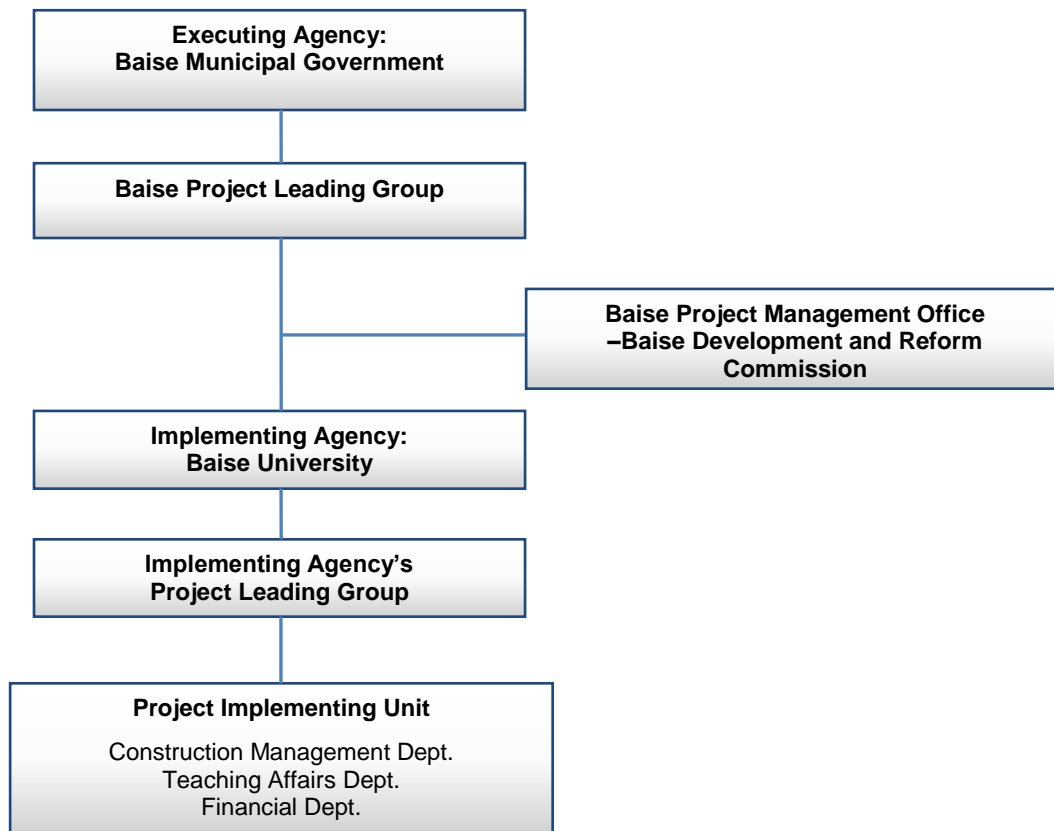 Executing Agency:
Baise Municipal Government
Baise Project Leading Group
Baise Project Management Office
–Baise Development and Reform
Commission
Implementing Agency:
Baise University
Implementing Agency’s
Project Leading Group
Project Implementing Unit
Construction Management Dept.
Teaching Affairs Dept.
Financial Dept.